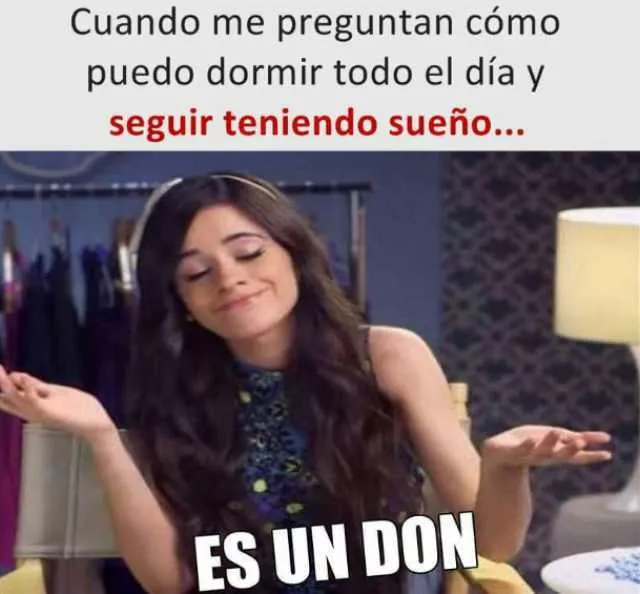 Cuando me preguntan cómo
puedo dormir todo el día y
seguir teniendo sueño...
ES UN DON